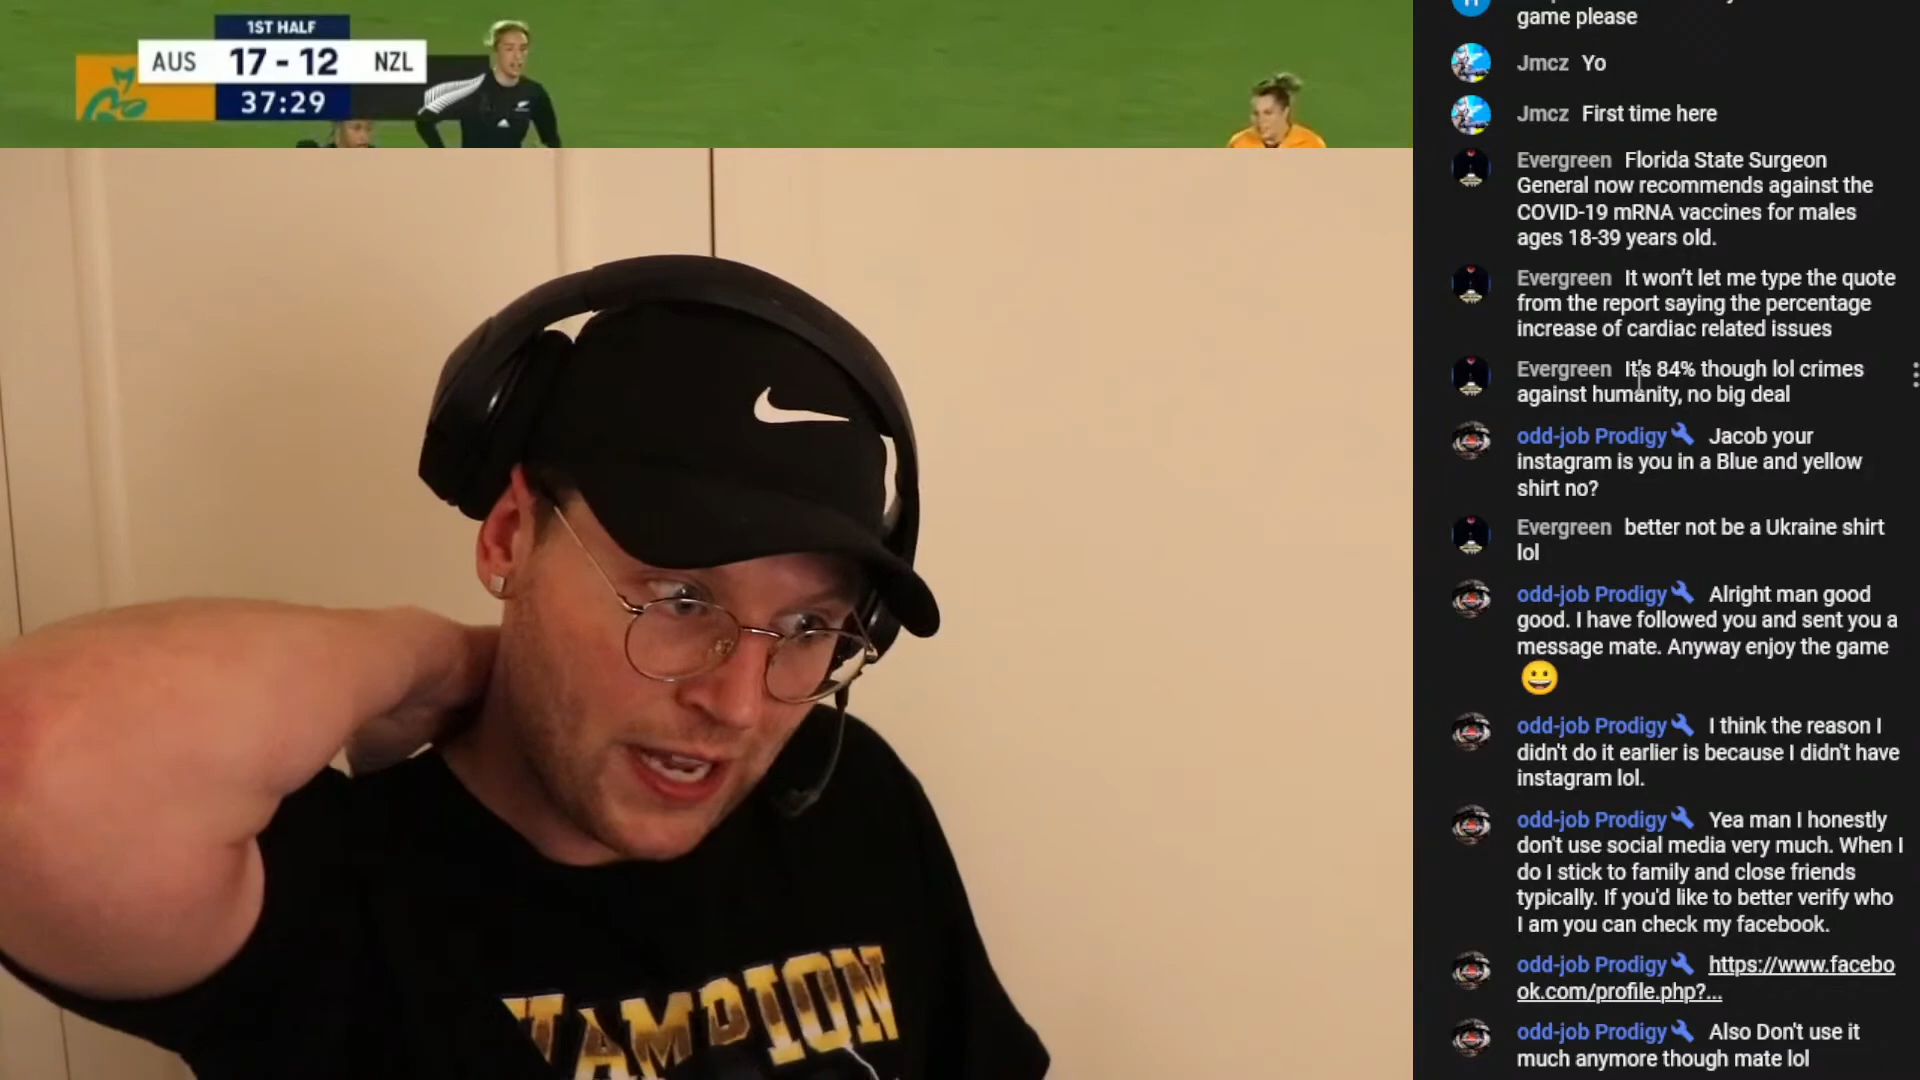 1ST HALF
AUS 17 - 12 NZL
37:29
HAMPION
game please
Jmcz Yo
Jmcz First time here
Evergreen Florida State Surgeon
General now recommends against the
COVID-19 mRNA vaccines for males
ages 18-39 years old.
Evergreen It won't let me type the quote
from the report saying the percentage
increase of cardiac related issues
Evergreen It's 84% though lol crimes
against humanity, no big deal
odd-job Prodigy Jacob your
instagram is you in a Blue and yellow
shirt no?
Evergreen better not be a Ukraine shirt
lol
odd-job Prodigy Alright man good
good. I have followed you and sent you a
message mate. Anyway enjoy the game
😀
odd-job Prodigy I think the reason I
didn't do it earlier is because I didn't have
instagram lol.
odd-job Prodigy Yea man I honestly
don't use social media very much. When I
do I stick to family and close friends
typically. If you'd like to better verify who
I am you can check my facebook.
odd-job Prodigy https://www.facebo
ok.com/profile.php?...
odd-job Prodigy Also Don't use it
much anymore though mate lol